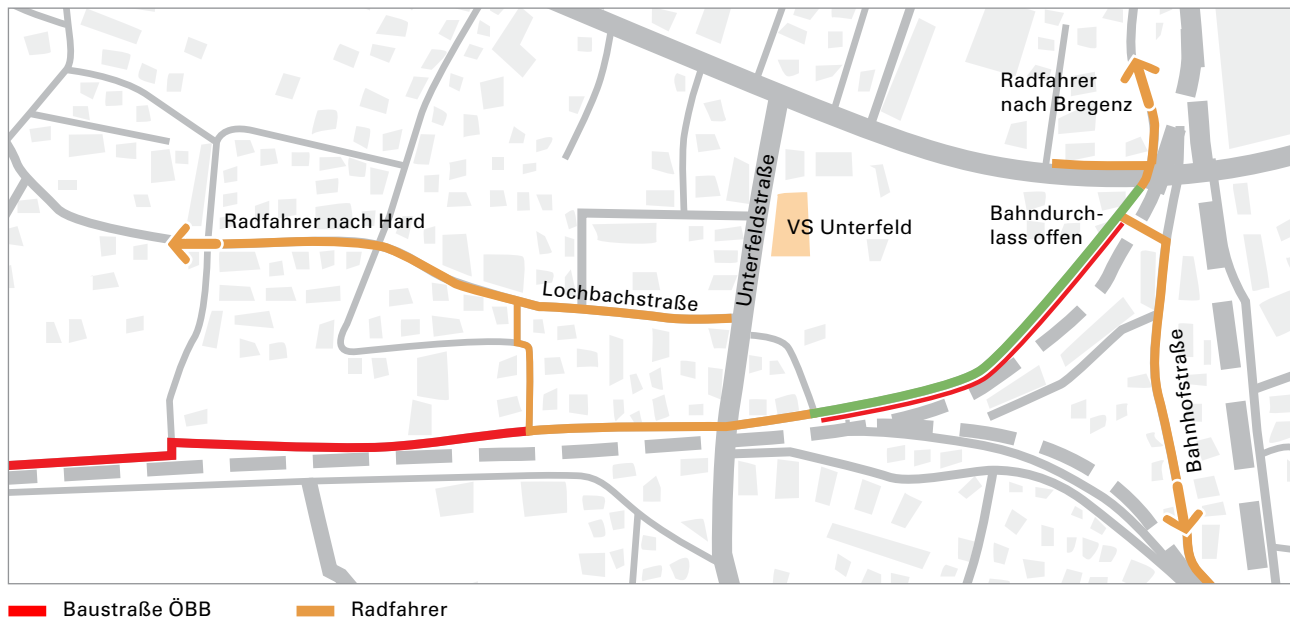 Radfahrer
nach Bregenz
Radfahrer nach Hard
Bahndurch-
lass offen
VS Unterfeld
Unterfeldstraße
Lochbachstraße
Bahnhofstraße
Baustraße ÖBB
Radfahrer